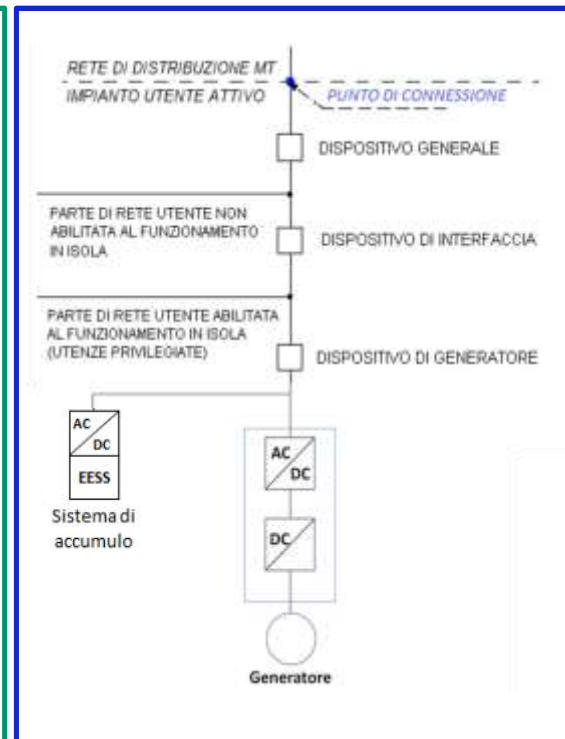 RETE DI DISTRIBUZIONE MT
IMPIANTO UTENTE ATTIVO
PUNTO DI CONNESSIONE
DISPOSITIVO GENERALE
PARTE DI RETE UTENTE NON
ABILITATA AL FUNZIONAMENTO
IN ISOLA
DISPOSITIVO DI INTERFACCIA
PARTE DI RETE UTENTE ABILITATA
AL FUNZIONAMENTO IN ISOLA
(UTENZE PRIVILEGIATE)
DISPOSITIVO DI GENERATORE
AC
DC
EESS
Sistema di
accumulo
AC
DC
DC
Generatore